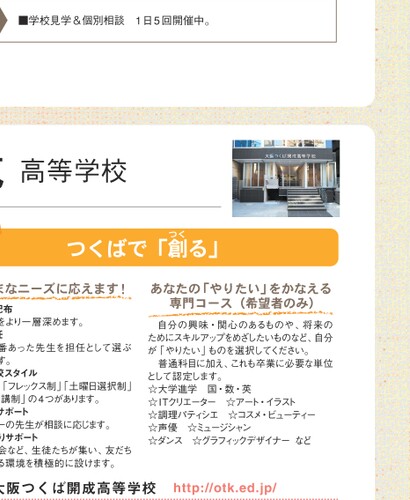 ■学校見学＆個別相談　1日5回開催中。
高等学校
大阪つくば開成高等学校
つくばで「創る」
つく
まなニーズに応えます！
配布
をより一層深めます。
番あった先生を担任として選ぶ
す。
校スタイル
「フレックス制」「土曜日選択制」
講制」の４つがあります。
サポート
ーの先生が相談に応じます。
りサポート
会など、生徒たちが集い、友だち
る環境を積極的に設けます。
あなたの「やりたい」をかなえる
専門コース（希望者のみ）
自分の興味・関心のあるものや、将来の
ためにスキルアップをめざしたいものなど、自分
が「やりたい」ものを選択してください。
普通科目に加え、これも卒業に必要な単位
として認定します。
☆大学進学　国・数・英
☆ITクリエーター　☆アート・イラスト
☆調理パティシエ　☆コスメ・ビューティー
☆声優　☆ミュージシャン
☆ダンス　☆グラフィックデザイナー など
大阪つくば開成高等学校　http://otk.ed.jp/